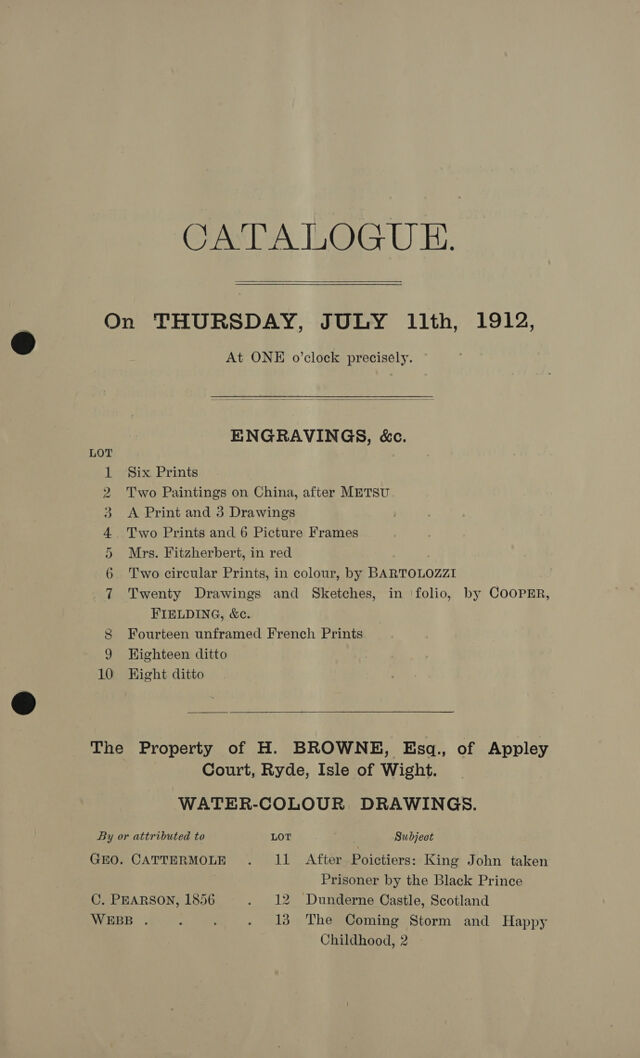 CATALOGUE.
On THURSDAY, JULY 11th, 1912,
At ONE o'clock precisely.
ENGRAVINGS, &c.
LOT
1 Six Prints
2 Two Paintings on China, after METSU
3 A Print and 3 Drawings
4 Two Prints and 6 Picture Frames
5 Mrs. Fitzherbert, in red
6 Two circular Prints, in colour, by BARTOLOZZI
7 Twenty Drawings and Sketches, in folio, by COOPER,
FIELDING, &c.
8 Fourteen unframed French Prints
9 Eighteen ditto
10 Eight ditto
The Property of H. BROWNE, Esq., of Appley
Court, Ryde, Isle of Wight.
WATER-COLOUR DRAWINGS.
By or attributed to LOT Subject
GEO. CATTERMOLE . 11 After Poictiers: King John taken
Prisoner by the Black Prince
C. PEARSON, 1856 . 12 Dunderne Castle, Scotland
WEBB . . . . 13 The Coming Storm and Happy
Childhood, 2